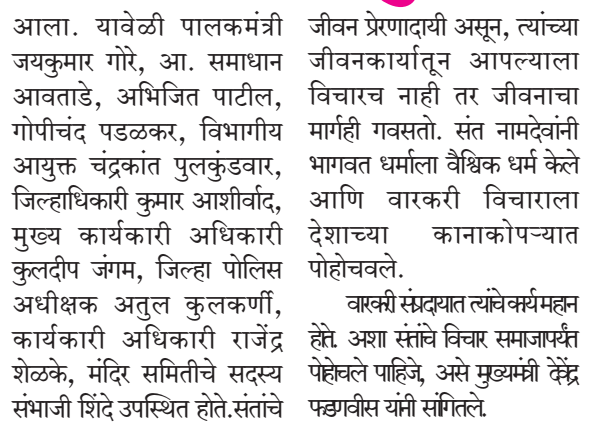 आला. यावेळी पालकमंत्री
जयकुमार गोरे, आ. समाधान
आवताडे, अभिजित पाटील,
गोपीचंद पडळकर, विभागीय
आयुक्त चंद्रकांत पुलकुंडवार,
जिल्हाधिकारी कुमार आशीर्वाद,
मुख्य कार्यकारी अधिकारी
कुलदीप जंगम, जिल्हा पोलिस
अधीक्षक अतुल कुलकर्णी,
कार्यकारी अधिकारी राजेंद्र
शेळके, मंदिर समितीचे सदस्य
संभाजी शिंदे उपस्थित होते.संतांचे
जीवन प्रेरणादायी असून, त्यांच्या
जीवनकार्यातून आपल्याला
विचारच नाही तर जीवनाचा
मार्गही गवसतो. संत नामदेवांनी
भागवत धर्माला वैश्विक धर्म केले
आणि वारकरी विचाराला
देशाच्या कानाकोपऱ्यात
पोहोचवले.
वारकरी संप्रदायात त्यांचे कार्य महान
होते. अशा संतांचे विचार समाजापर्यंत
पोहोचले पाहिजे, असे मुख्यमंत्री देवेंद्र
फडणवीस यांनी सांगितले.